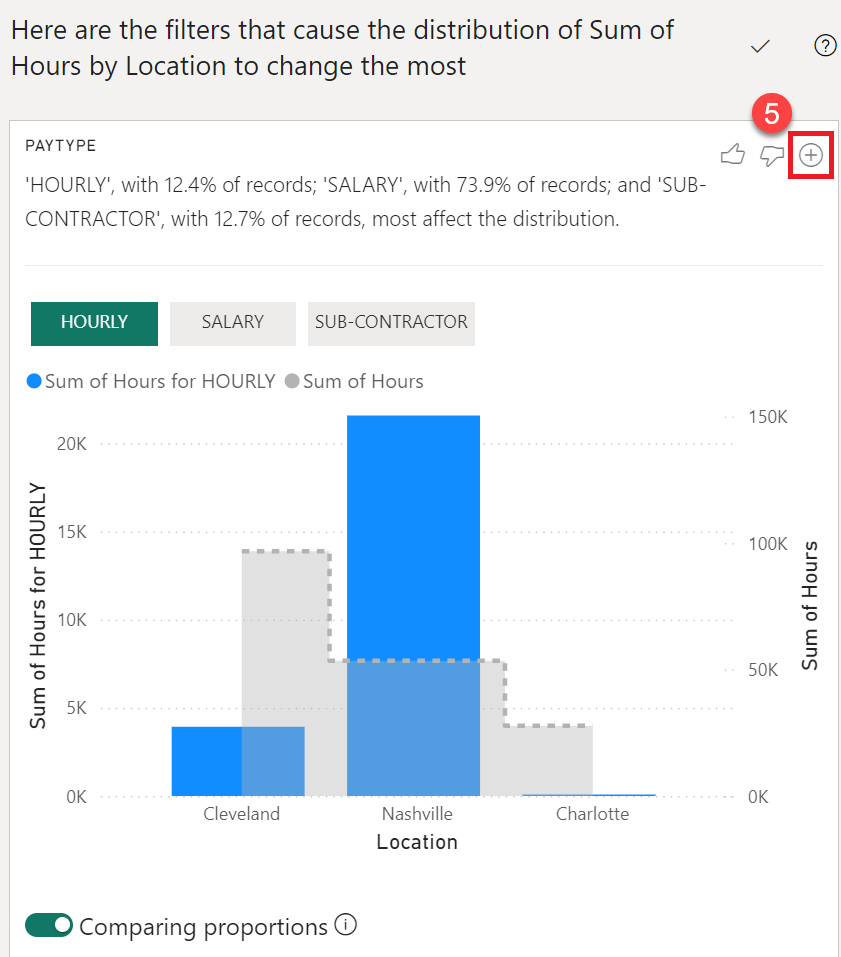 Here are the filters that cause the distribution of Sum of
Hours by Location to change the most
?
5
PAYTYPE
'HOURLY', with 12.4% of records; 'SALARY', with 73.9% of records; and 'SUB-
CONTRACTOR', with 12.7% of records, most affect the distribution.
HOURLY SALARY SUB-CONTRACTOR
Sum of Hours for HOURLY Sum of Hours
Sum of Hours for HOURLY
20K
15K
10K
5K
0K
150K
100K
50K
0K
Sum of Hours
Cleveland Nashville Charlotte
Location
Comparing proportions i